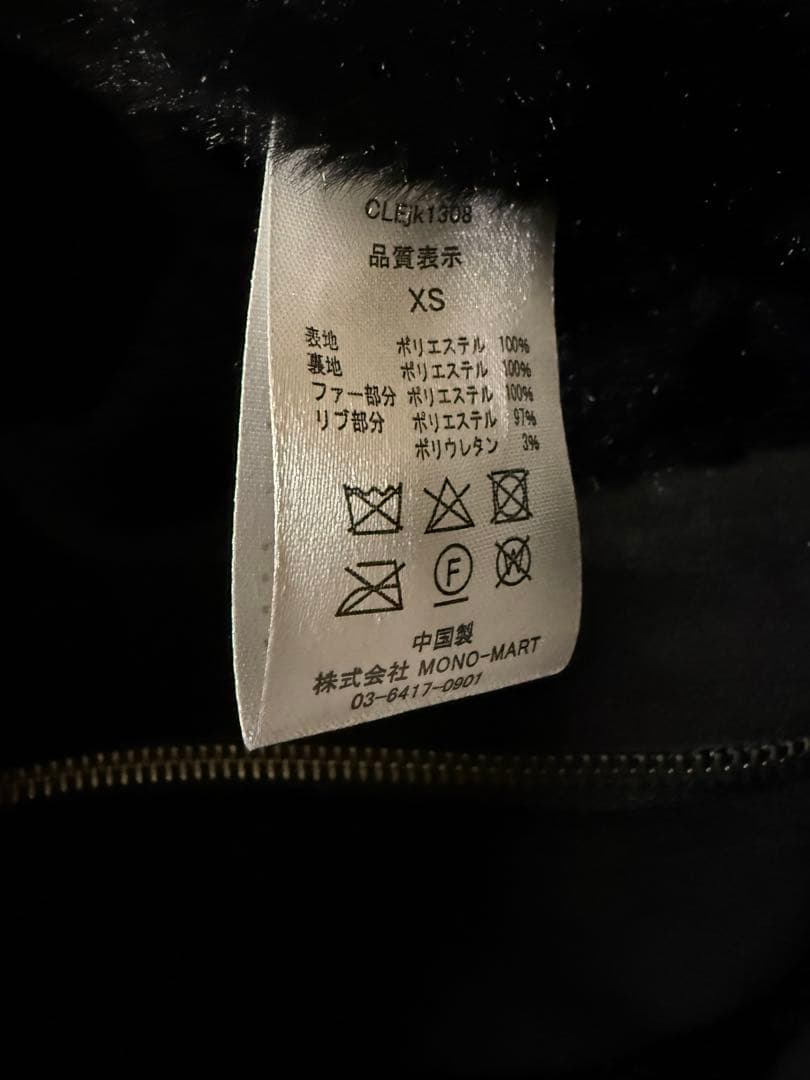 CLEjk1308
品質表示
XS
表地 ポリエステル 100%
裏地 ポリエステル 100%
ファー部分 ポリエステル 100%
リブ部分 ポリエステル 97%
ポリウレタン 3%
F W
中国製
株式会社 MONO-MART
03-6417-0901